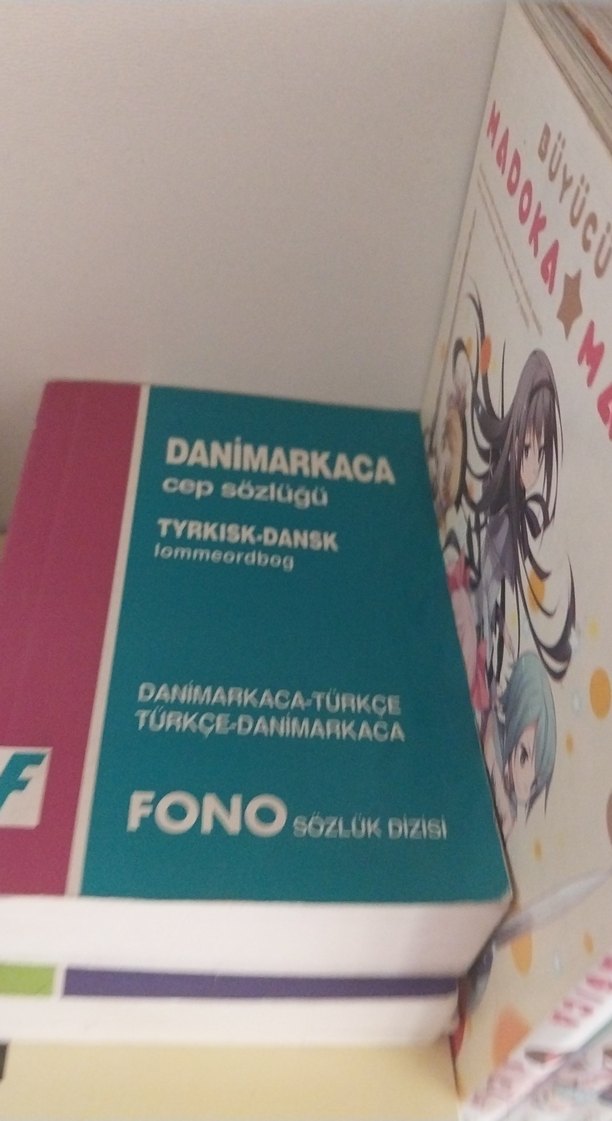 DANİMARKACA
cep sözlüğü
TYRKISK-DANSK
lommeordbog
DANİMARKACA-TÜRKÇE
TÜRKÇE-DANİMARKACA
F
FONO SÖZLÜK DİZİSİ
BÜYÜCÜ
MADOKA★